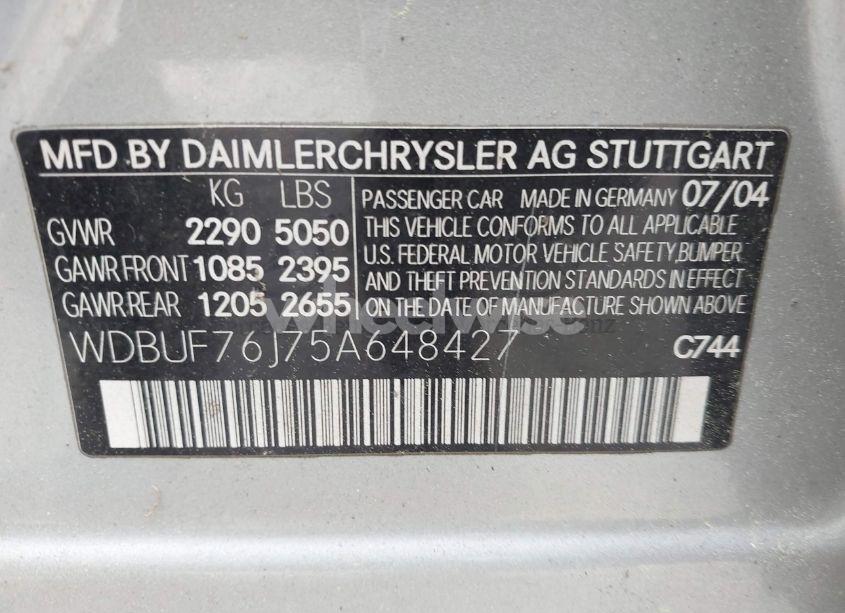 MFD BY DAIMLERCHRYSLER AG STUTTGART
KG LBS
GVWR 2290 5050
GAWR FRONT 1085 2395
GAWR REAR 1205 2655
PASSENGER CAR MADE IN GERMANY 07/04
THIS VEHICLE CONFORMS TO ALL APPLICABLE
U.S. FEDERAL MOTOR VEHICLE SAFETY, BUMPER
AND THEFT PREVENTION STANDARDS IN EFFECT
ON THE DATE OF MANUFACTURE SHOWN ABOVE
wheelwise
WDBUF76J75A648427
C744